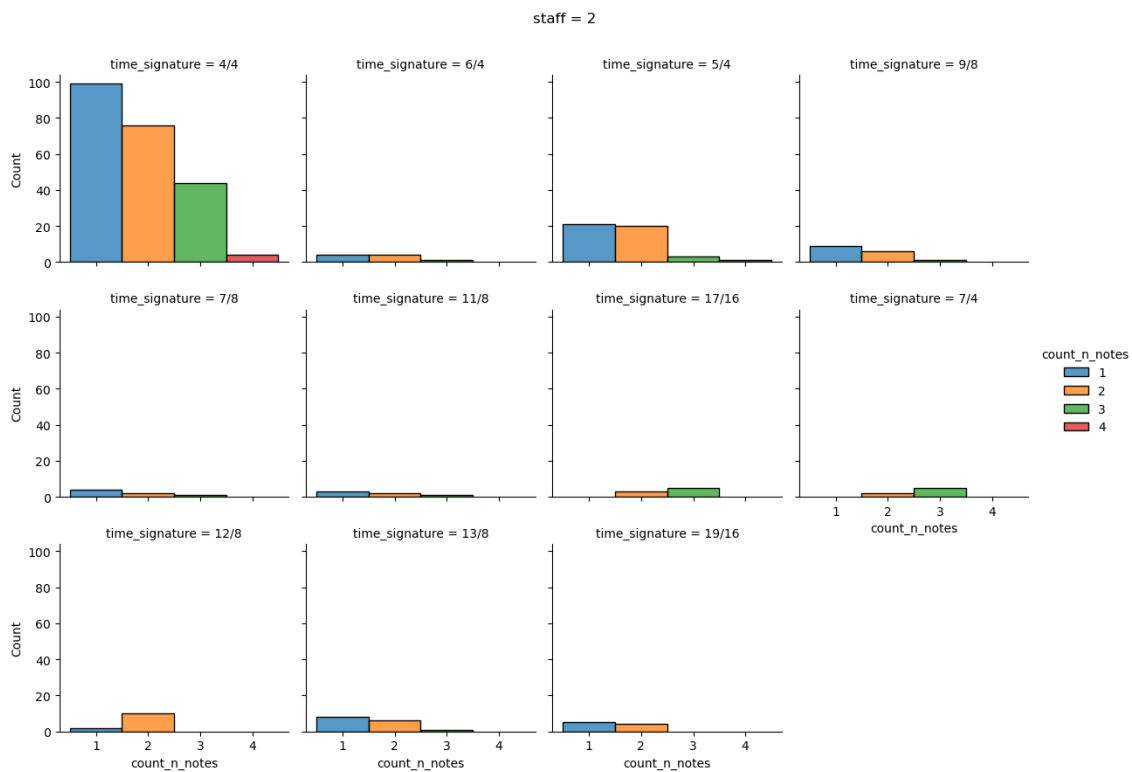 staff = 2
time_signature = 4/4
time_signature = 6/4
time_signature = 5/4
time_signature = 9/8
100
80
60
40
20
0
Count
time_signature = 7/8
time_signature = 11/8
time_signature = 17/16
time_signature = 7/4
100
80
60
40
20
0
Count
1 2 3 4
count_n_notes
count_n_notes
1
2
3
4
time_signature = 12/8
time_signature = 13/8
time_signature = 19/16
100
80
60
40
20
0
Count
1 2 3 4
count_n_notes
1 2 3 4
count_n_notes
1 2 3 4
count_n_notes